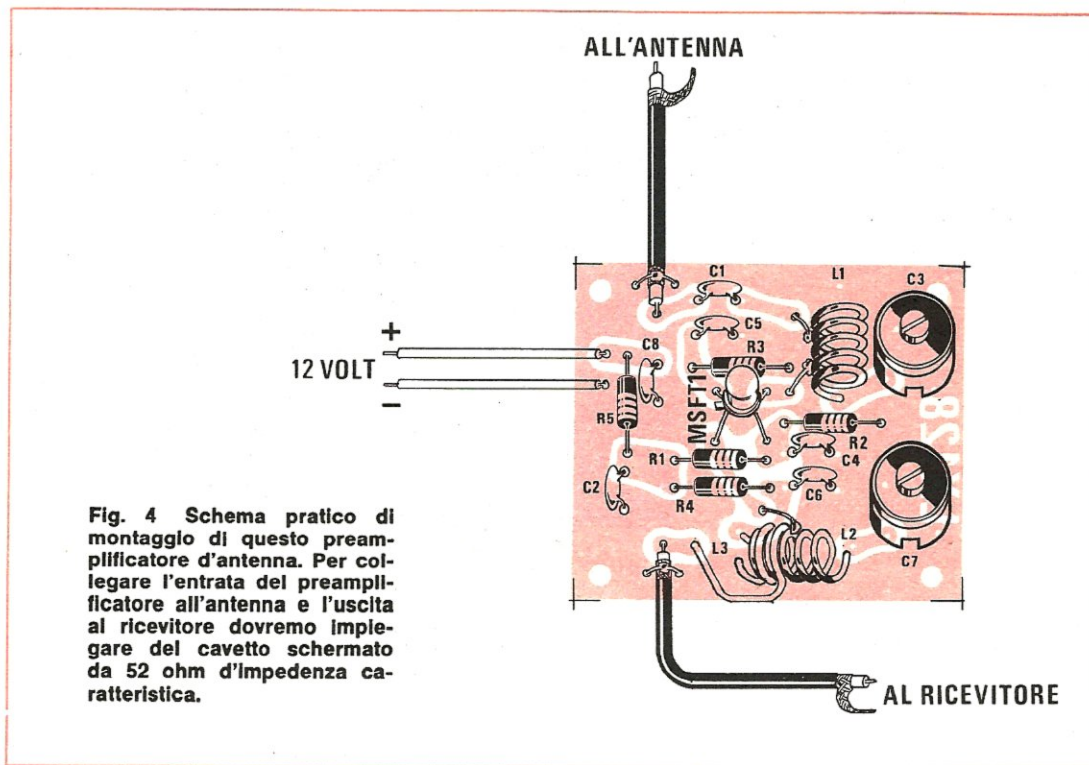 ALL'ANTENNA
C1
L1
C3
C5
C8
R3
+
12 VOLT
−
MSFT1
R5
R2
R1
C4
C2
R4
C6
L3
L2
C7
Fig. 4 Schema pratico di
montaggio di questo pream-
plificatore d'antenna. Per col-
legare l'entrata del preampli-
ficatore all'antenna e l'uscita
al ricevitore dovremo impie-
gare del cavetto schermato
da 52 ohm d'impedenza ca-
ratteristica.
AL RICEVITORE